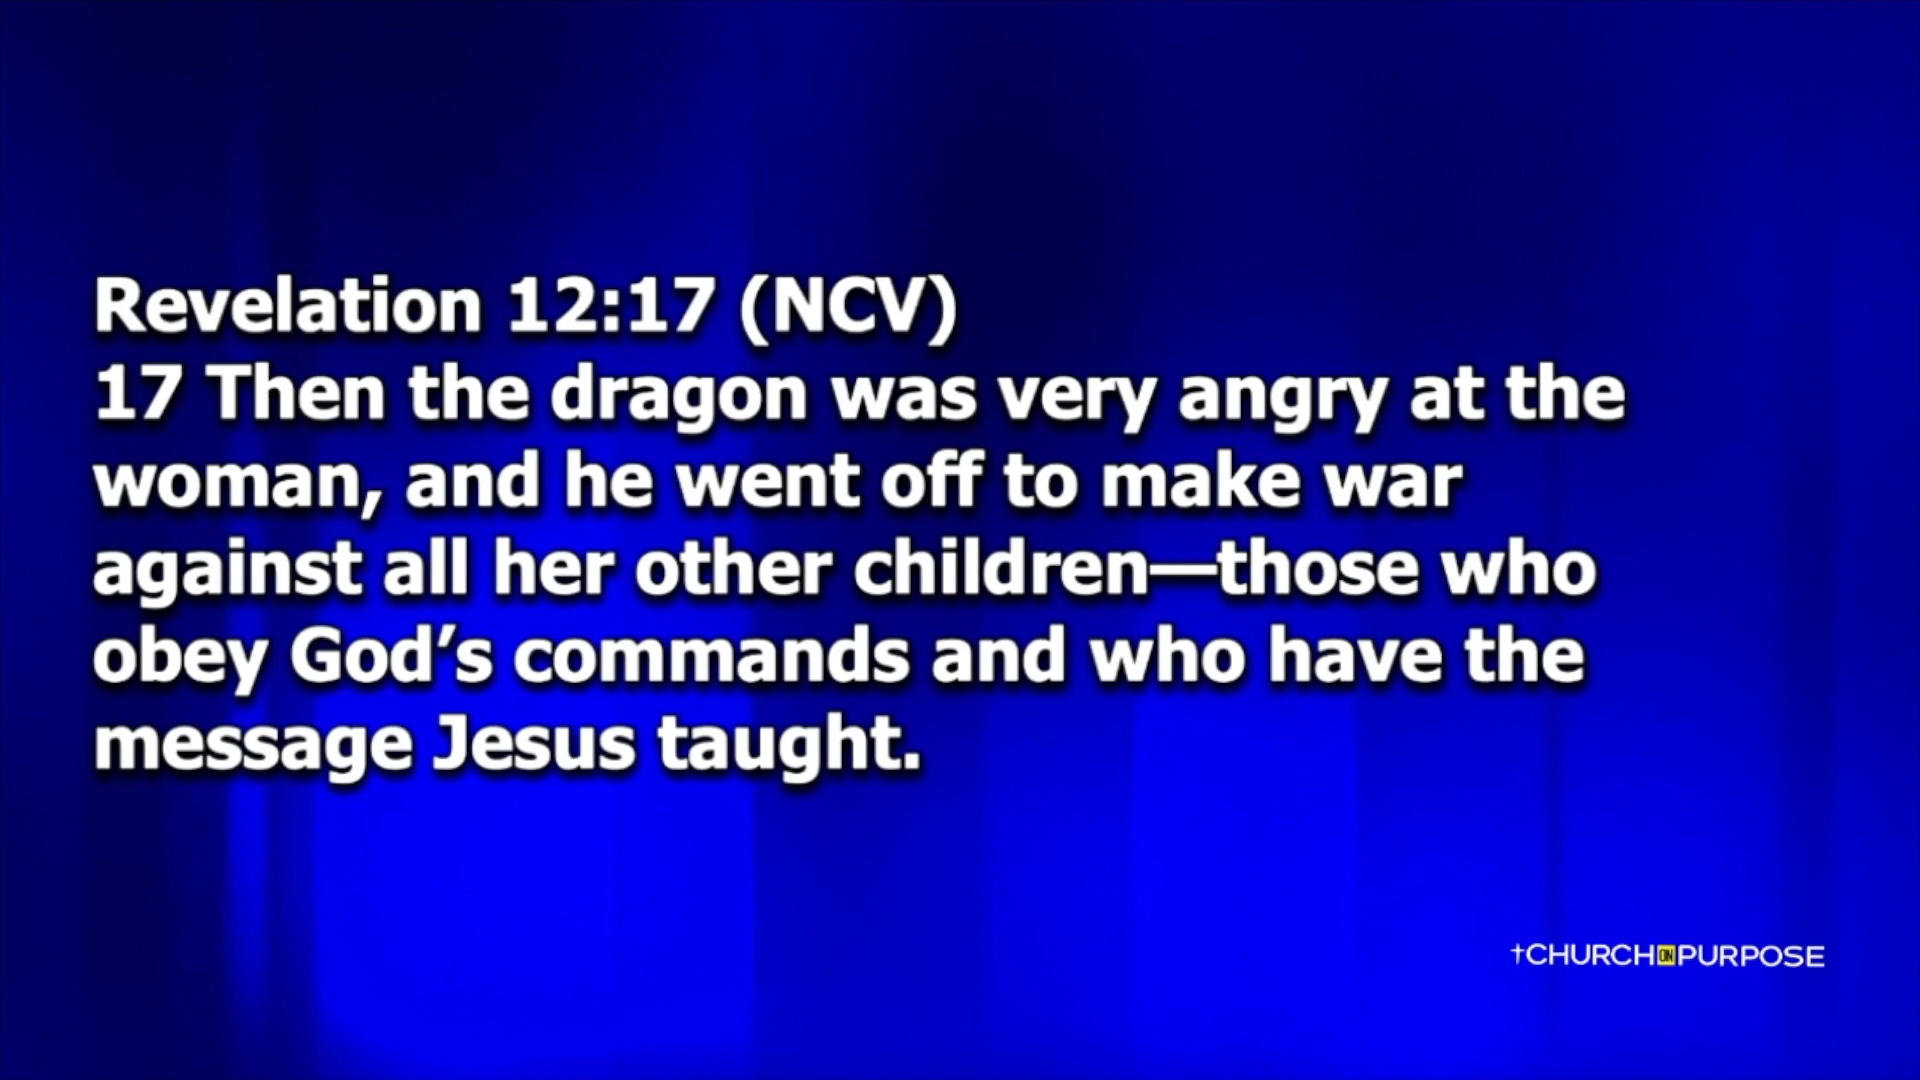 Revelation 12:17 (NCV)
17 Then the dragon was very angry at the
woman, and he went off to make war
against all her other children—those who
obey God’s commands and who have the
message Jesus taught.
†CHURCH ON PURPOSE